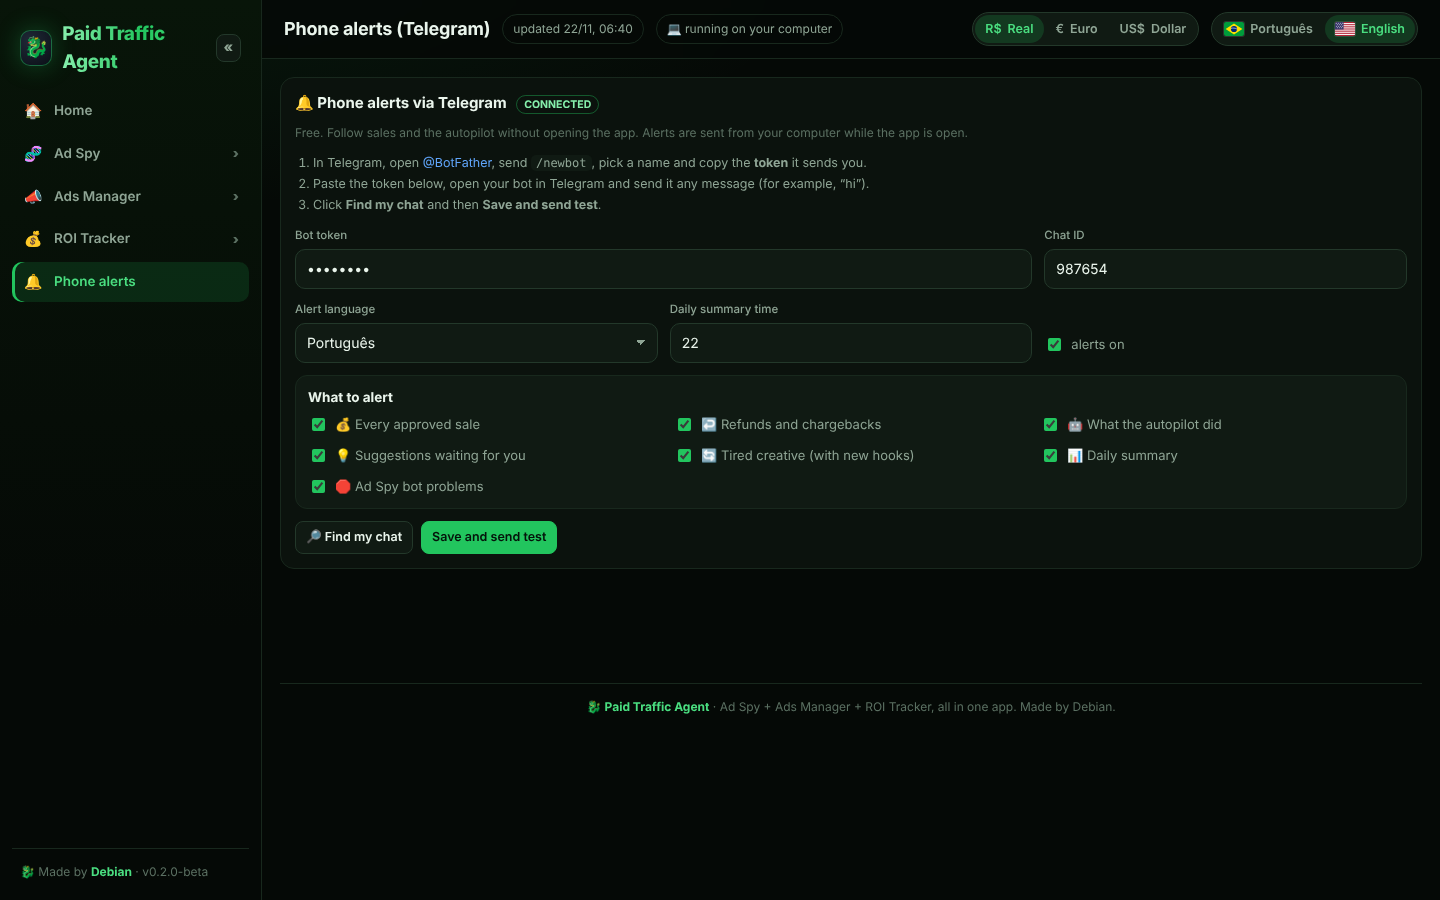 Paid Traffic
Agent
«
Home
Ad Spy ›
Ads Manager ›
ROI Tracker ›
Phone alerts
Made by Debian · v0.2.0-beta
Phone alerts (Telegram)
updated 22/11, 06:40
running on your computer
R$ Real
€ Euro
US$ Dollar
Português
English
Phone alerts via Telegram CONNECTED
Free. Follow sales and the autopilot without opening the app. Alerts are sent from your computer while the app is open.
1. In Telegram, open @BotFather, send /newbot, pick a name and copy the token it sends you.
2. Paste the token below, open your bot in Telegram and send it any message (for example, “hi”).
3. Click Find my chat and then Save and send test.
Bot token
••••••••
Chat ID
987654
Alert language
Português
Daily summary time
22
alerts on
What to alert
Every approved sale
Refunds and chargebacks
What the autopilot did
Suggestions waiting for you
Tired creative (with new hooks)
Daily summary
Ad Spy bot problems
Find my chat
Save and send test
Paid Traffic Agent · Ad Spy + Ads Manager + ROI Tracker, all in one app. Made by Debian.